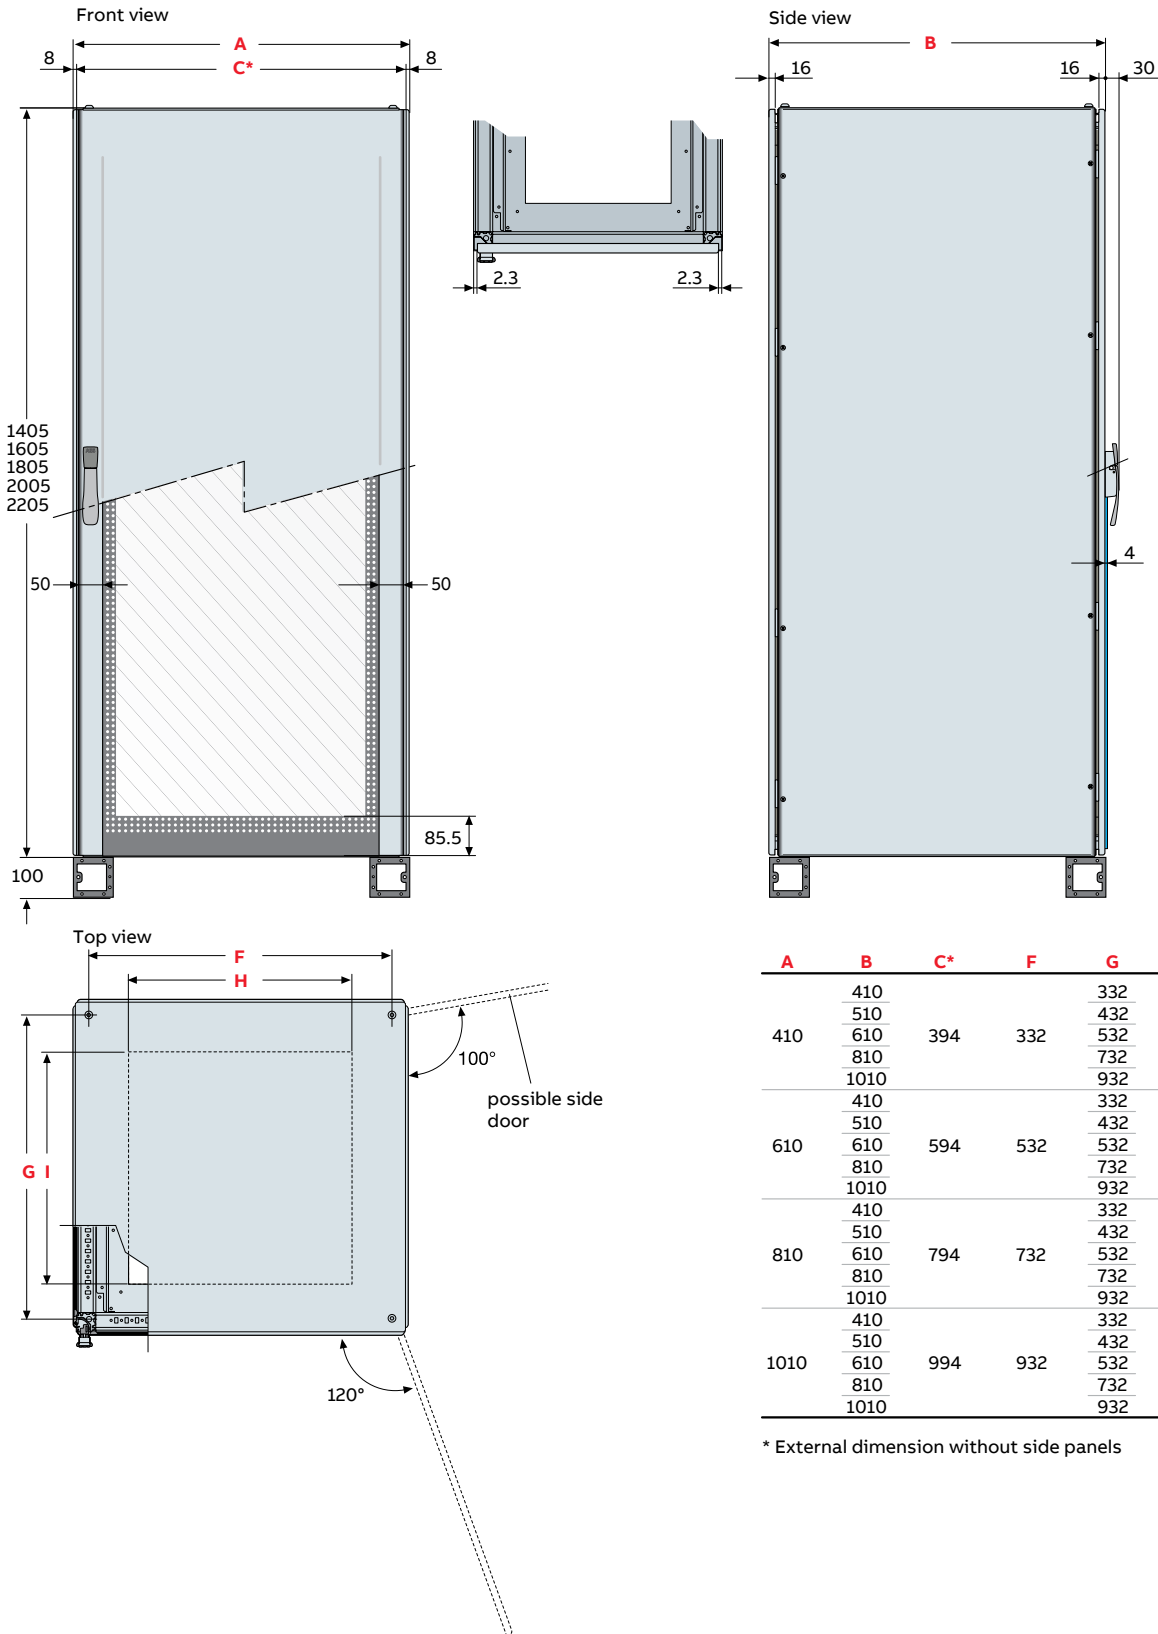 Front view
Side view
A
B
8
C*
8
16
16
30
2.3
2.3
1405
1605
1805
2005
2205
4
50
50
85.5
100
Top view
F
H
100°
possible side
door
G I
120°
A B C* F G
410 332
510 432
410 610 394 332 532
810 732
1010 932
410 332
510 432
610 610 594 532 532
810 732
1010 932
410 332
510 432
810 610 794 732 532
810 732
1010 932
410 332
510 432
1010 610 994 932 532
810 732
1010 932
* External dimension without side panels